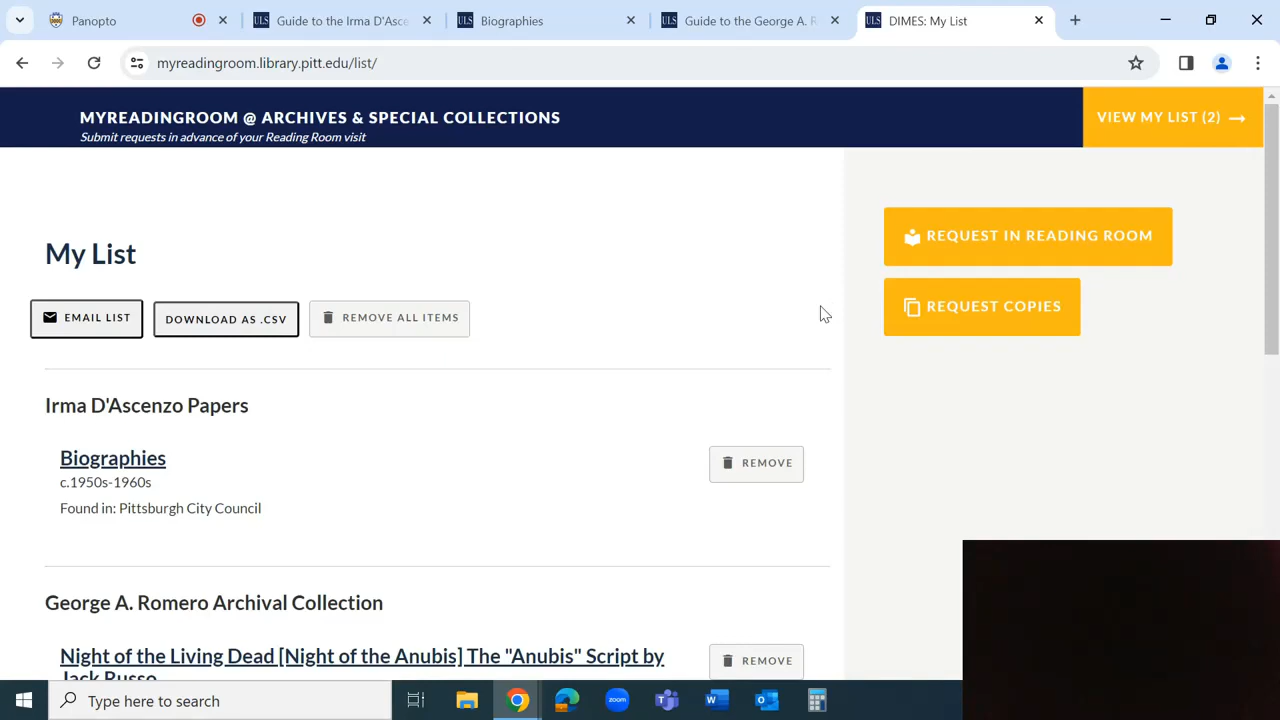 Panopto
Guide to the Irma D'Asce
Biographies
Guide to the George A. R
DIMES: My List
myreadingroom.library.pitt.edu/list/
MYREADINGROOM @ ARCHIVES & SPECIAL COLLECTIONS
Submit requests in advance of your Reading Room visit
VIEW MY LIST (2)
REQUEST IN READING ROOM
My List
REQUEST COPIES
EMAIL LIST
DOWNLOAD AS .CSV
REMOVE ALL ITEMS
Irma D'Ascenzo Papers
Biographies
REMOVE
c.1950s-1960s
Found in: Pittsburgh City Council
George A. Romero Archival Collection
Night of the Living Dead [Night of the Anubis] The "Anubis" Script by
Jack Russo
REMOVE
Type here to search
zoom